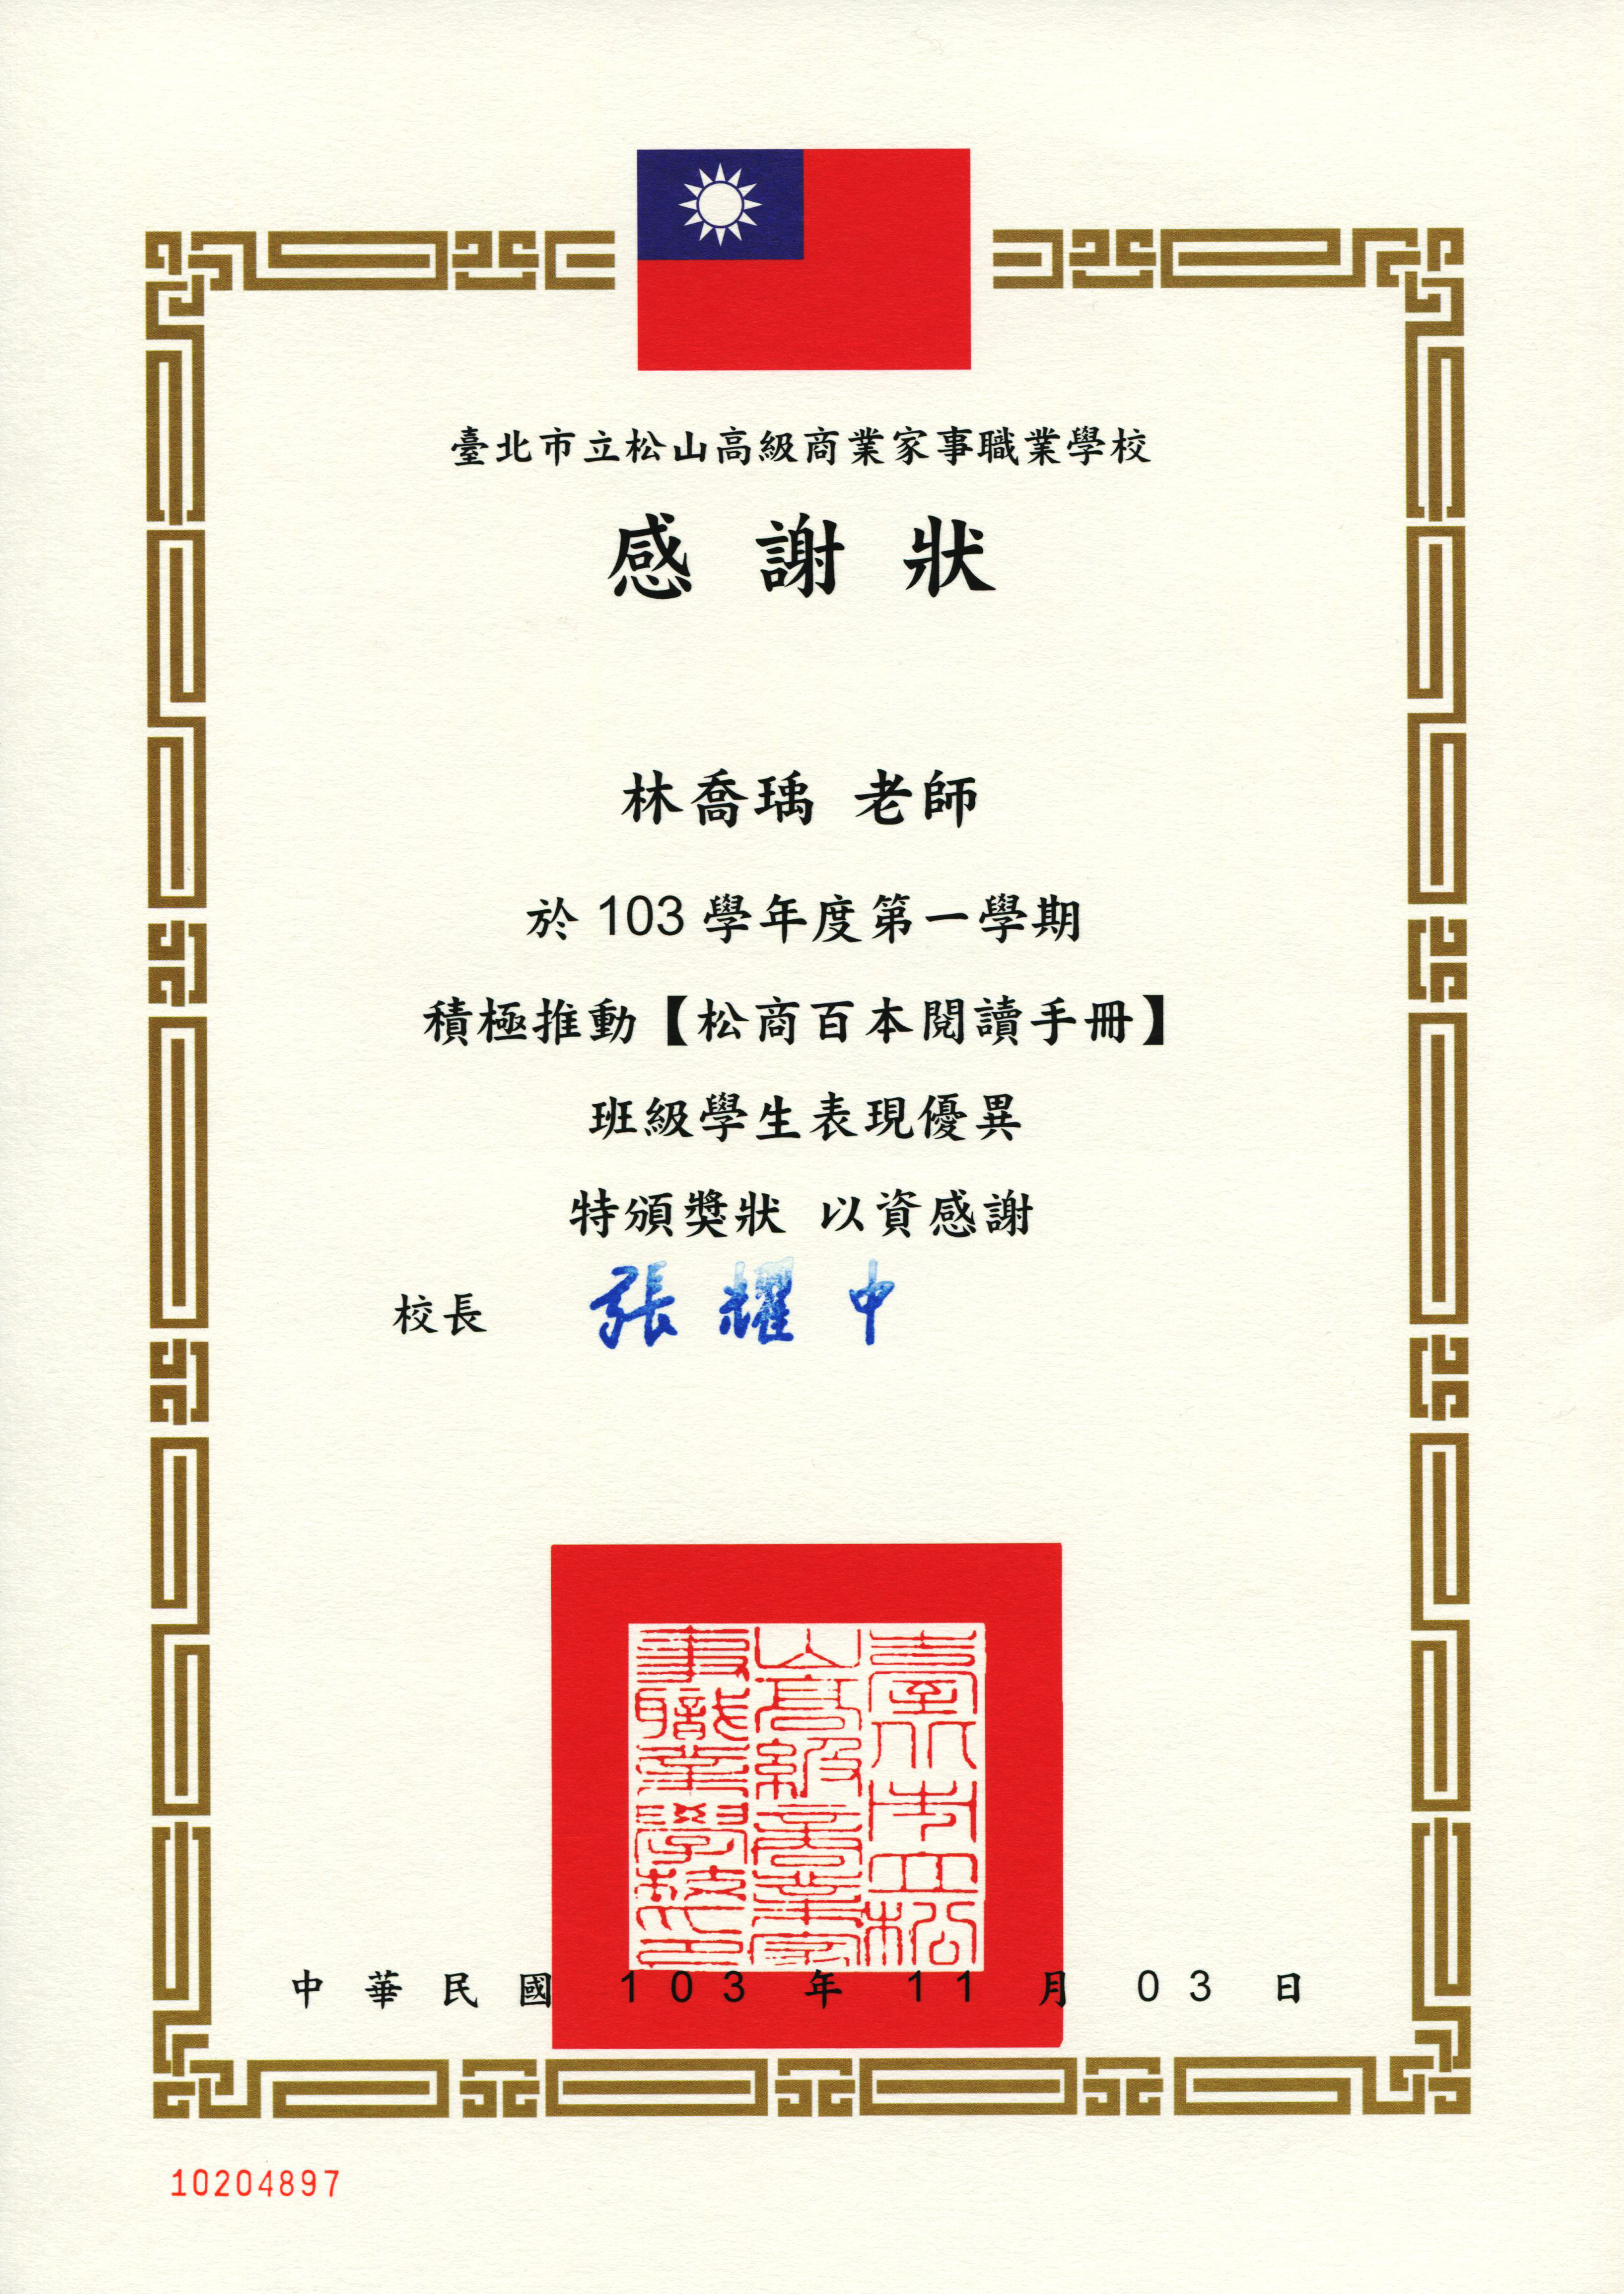 臺北市立松山高級商業家事職業學校
感謝狀
林喬瑀 老師
於 103 學年度第一學期
積極推動【松商百本閱讀手冊】
班級學生表現優異
特頒獎狀 以資感謝
校長 張耀中
臺北市立松
山高級商業家
事職業學校印
中華民國 103 年 11 月 03 日
10204897